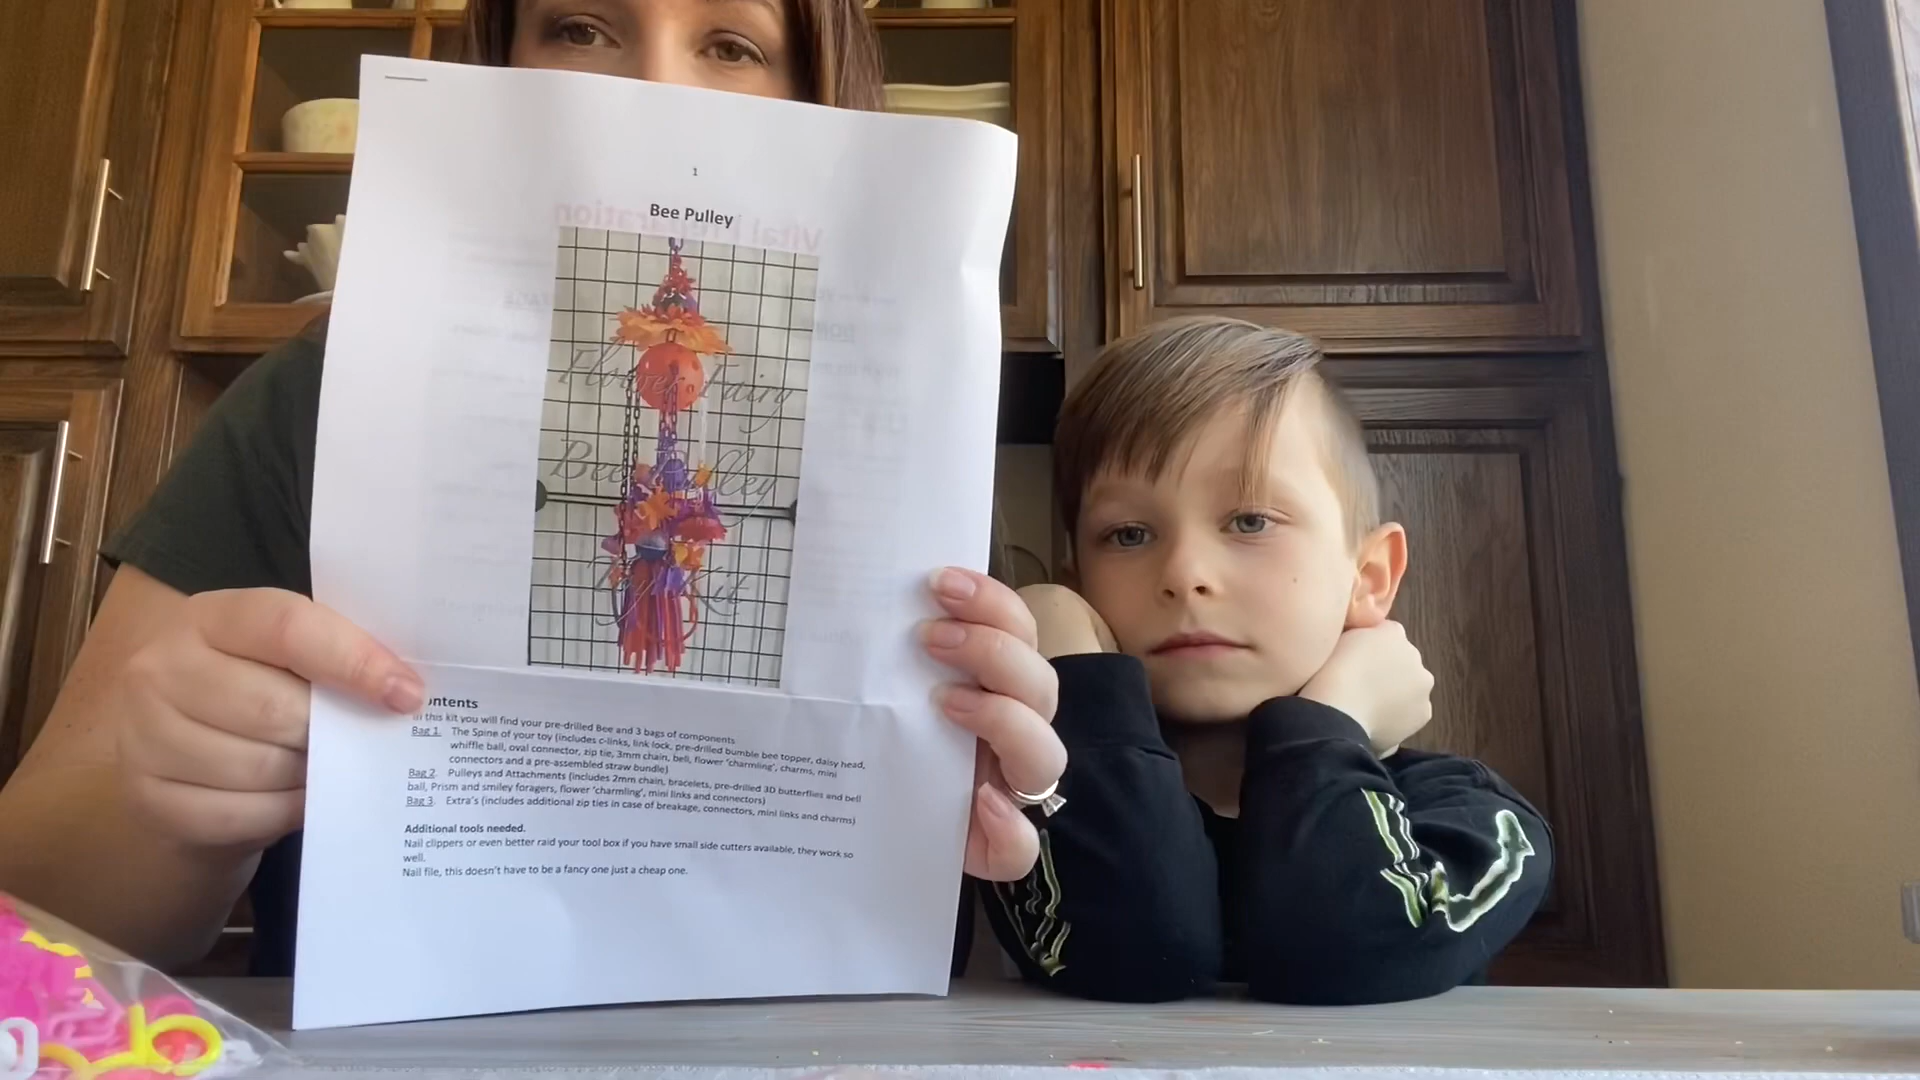 1
Bee Pulley
Flower Fairy
Bee Pulley
Toy Kit
ontents
In this kit you will find your pre-drilled Bee and 3 bags of components
Bag 1. The Spine of your toy (includes c-links, link lock, pre-drilled bumble bee topper, daisy head,
whiffle ball, oval connector, zip tie, 3mm chain, bell, flower 'charmling', charms, mini
connectors and a pre-assembled straw bundle)
Bag 2. Pulleys and Attachments (includes 2mm chain, bracelets, pre-drilled 3D butterflies and bell
ball, Prism and smiley foragers, flower 'charmling', mini links and connectors)
Bag 3. Extra's (includes additional zip ties in case of breakage, connectors, mini links and charms)
Additional tools needed.
Nail clippers or even better raid your tool box if you have small side cutters available, they work so
well.
Nail file, this doesn't have to be a fancy one just a cheap one.